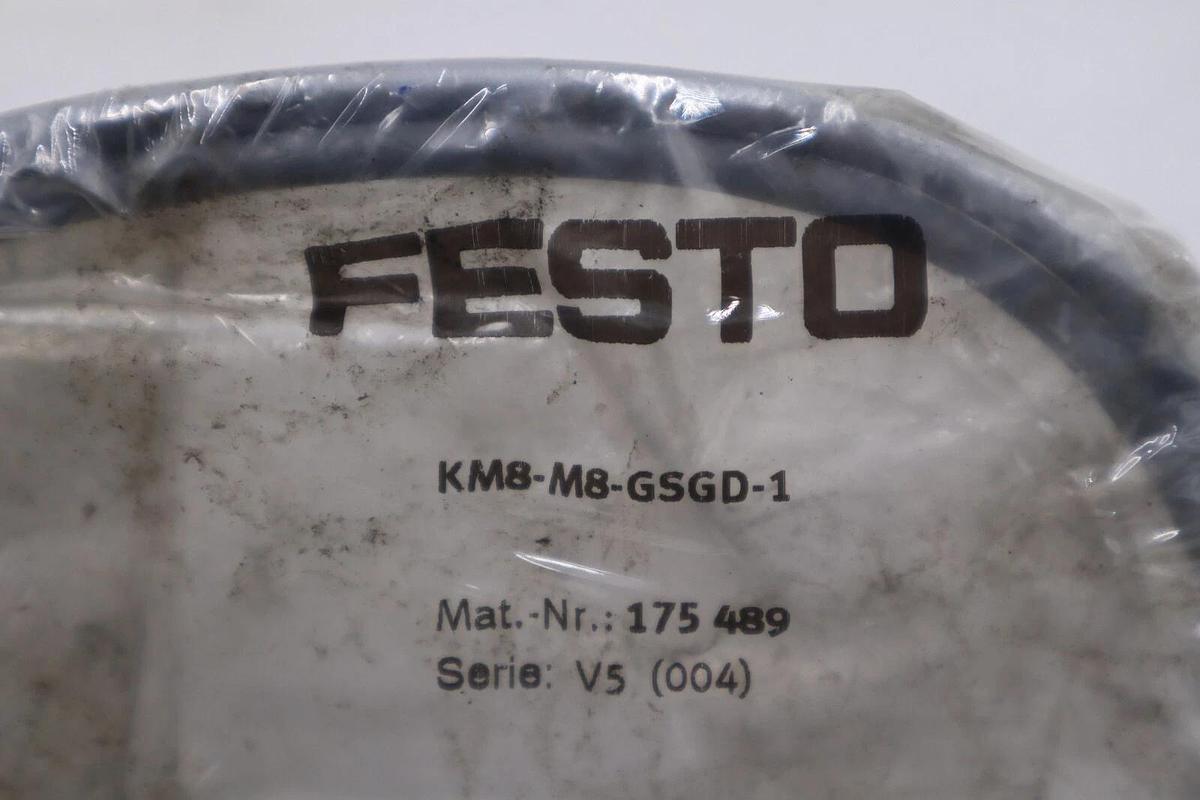 FESTO
KM8-M8-GSGD-1
Mat.-Nr.: 175 489
Serie: V5 (004)